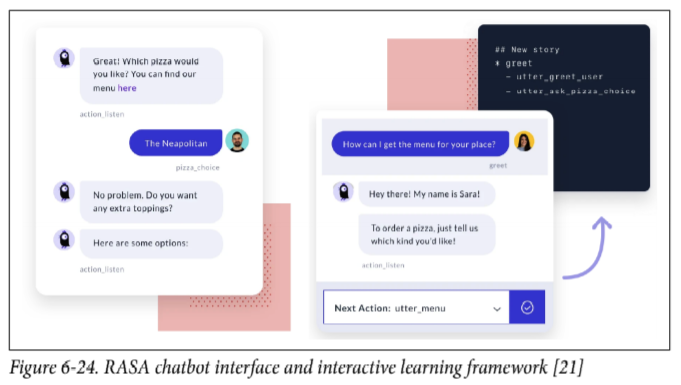 Great! Which pizza would
you like? You can find our
menu here
action_listen
The Neapolitan
pizza_choice
No problem. Do you want
any extra toppings?
Here are some options:
action_listen
How can I get the menu for your place?
greet
Hey there! My name is Sara!
To order a pizza, just tell us
which kind you'd like!
action_listen
Next Action: utter_menu
## New story
* greet
– utter_greet_user
– utter_ask_pizza_choice
Figure 6-24. RASA chatbot interface and interactive learning framework [21]